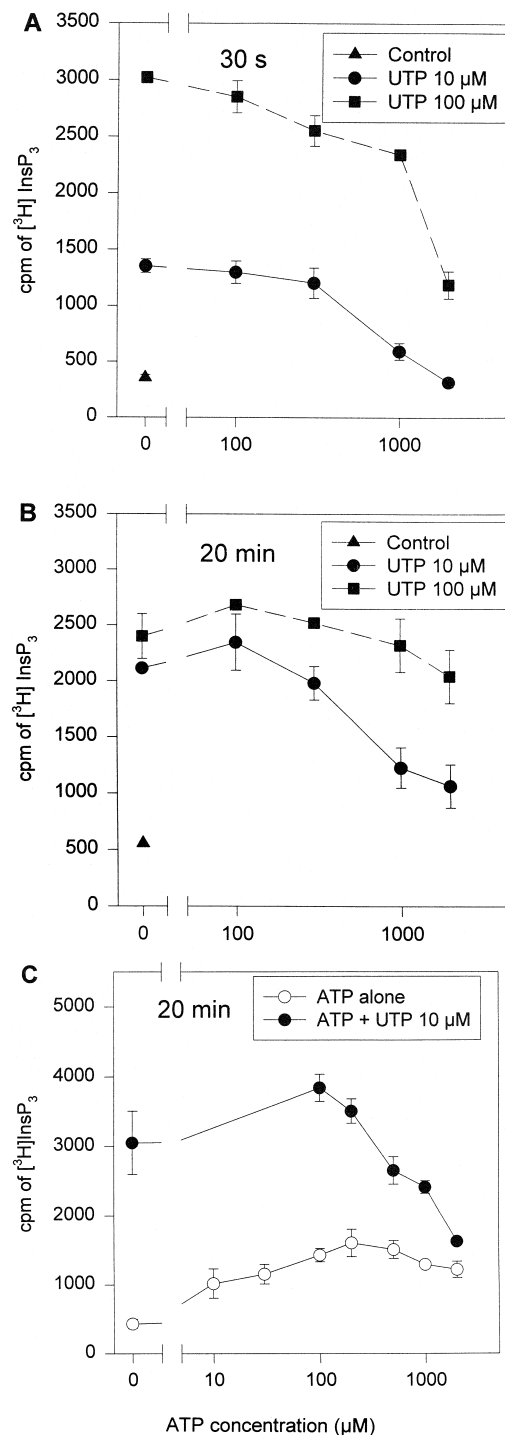 A
30 s
Control
UTP 10 µM
UTP 100 µM
3500
3000
2500
2000
1500
1000
500
0
cpm of [³H] InsP₃
0
100
1000
B
20 min
Control
UTP 10 µM
UTP 100 µM
3500
3000
2500
2000
1500
1000
500
0
cpm of [³H] InsP₃
0
100
1000
C
20 min
ATP alone
ATP + UTP 10 µM
5000
4000
3000
2000
1000
0
cpm of [³H]InsP₃
0
10
100
1000
ATP concentration (µM)